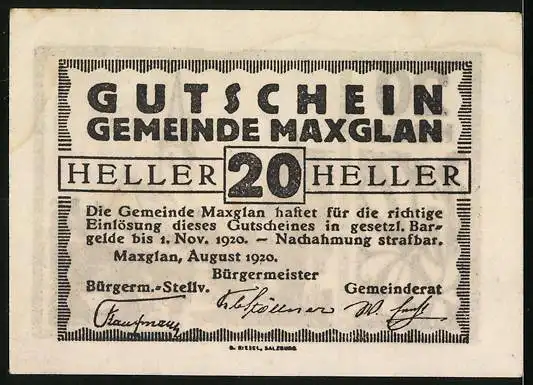 GUTSCHEIN
GEMEINDE MAXGLAN
HELLER 20 HELLER
Die Gemeinde Maxglan haftet für die richtige
Einlösung dieses Gutscheines in gesetzl. Bar-
gelde bis 1. Nov. 1920. – Nachahmung strafbar.
Maxglan, August 1920.
Bürgermeister
Bürgerm.-Stellv. Gemeinderat